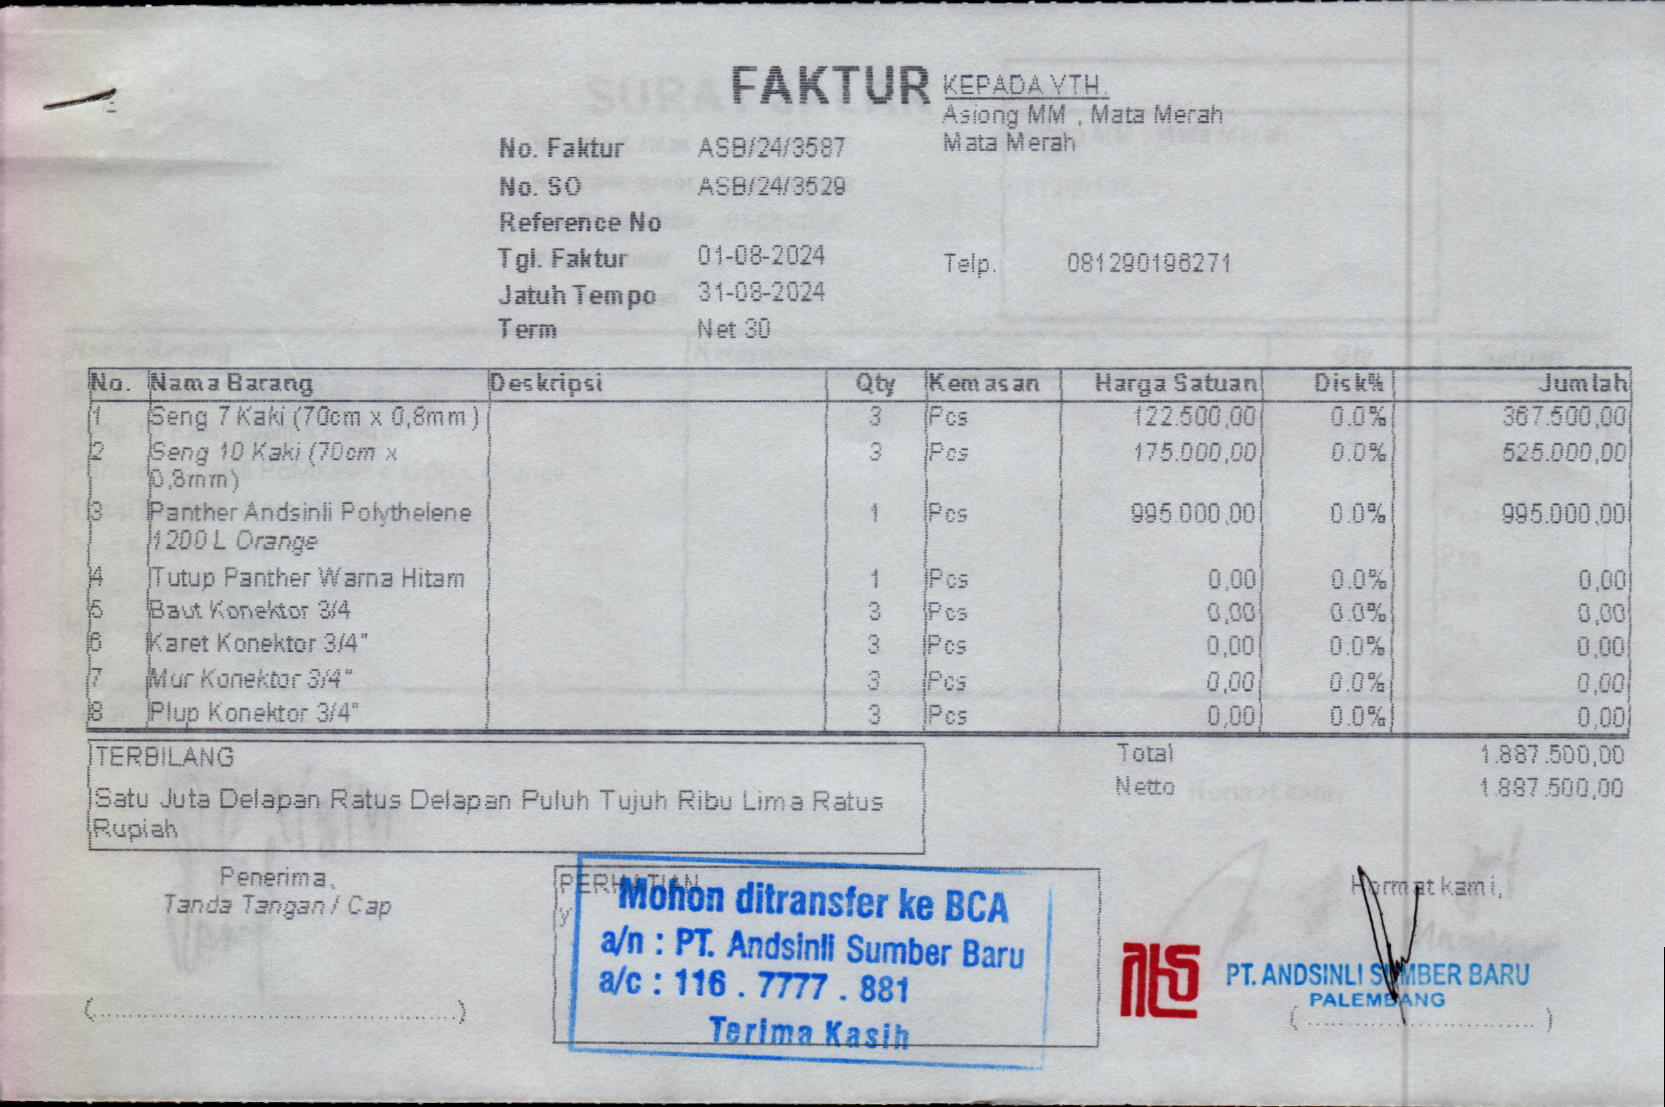 FAKTUR
KEPADA YTH.
Asiong MM , Mata Merah
Mata Merah
No. Faktur ASB/24/3587
No. SO ASB/24/3529
Reference No
Tgl. Faktur 01-08-2024
Telp. 081290196271
Jatuh Tempo 31-08-2024
Term Net 30
No. Nama Barang Deskripsi Qty Kemasan Harga Satuan Disk% Jumlah
1 Seng 7 Kaki (70cm x 0,8mm) 3 Pcs 122.500,00 0.0% 367.500,00
2 Seng 10 Kaki (70cm x 3 Pcs 175.000,00 0.0% 525.000,00
0,8mm)
3 Panther Andsinli Polythelene 1 Pcs 995.000,00 0.0% 995.000,00
1200 L Orange
4 Tutup Panther Warna Hitam 1 Pcs 0,00 0.0% 0,00
5 Baut Konektor 3/4 3 Pcs 0,00 0.0% 0,00
6 Karet Konektor 3/4" 3 Pcs 0,00 0.0% 0,00
7 Mur Konektor 3/4" 3 Pcs 0,00 0.0% 0,00
8 Plup Konektor 3/4" 3 Pcs 0,00 0.0% 0,00
TERBILANG
Total 1.887.500,00
Netto 1.887.500,00
Satu Juta Delapan Ratus Delapan Puluh Tujuh Ribu Lima Ratus
Rupiah
Penerima,
Tanda Tangan / Cap
PERHATIAN
Mohon ditransfer ke BCA
a/n : PT. Andsinli Sumber Baru
a/c : 116 . 7777 . 881
Terima Kasih
Hormat kami,
PT. ANDSINLI SUMBER BARU
PALEMBANG